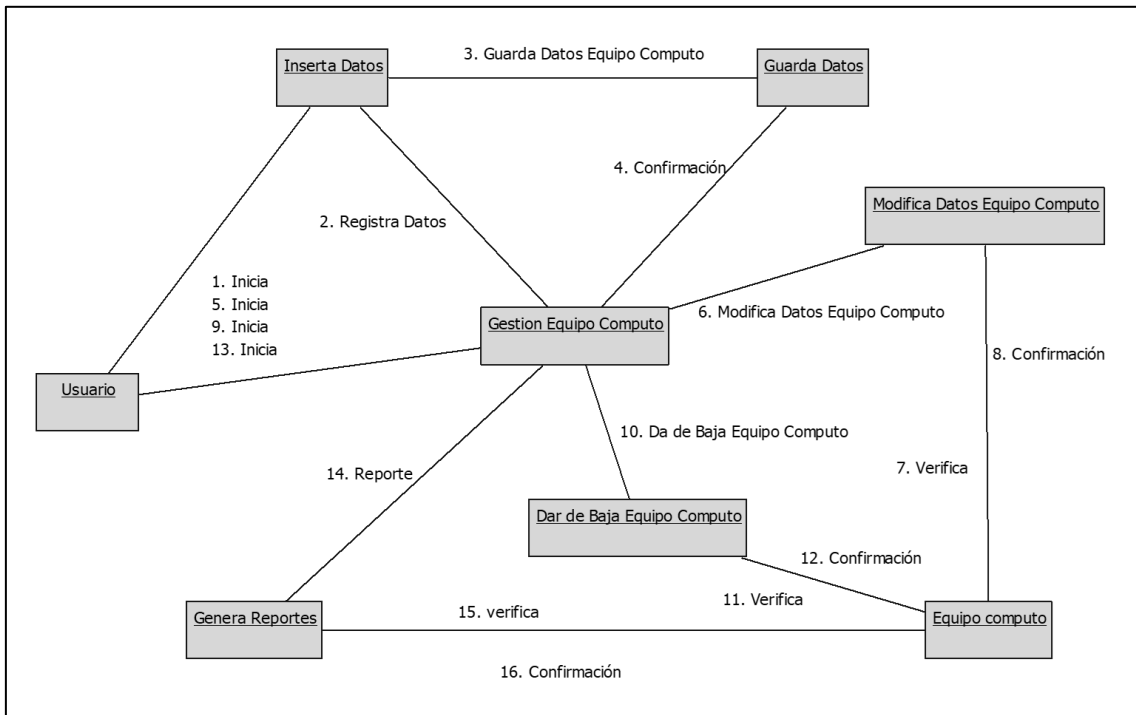 3. Guarda Datos Equipo Computo
Inserta Datos
Guarda Datos
4. Confirmación
Modifica Datos Equipo Computo
2. Registra Datos
1. Inicia
5. Inicia
9. Inicia
13. Inicia
Gestion Equipo Computo
6. Modifica Datos Equipo Computo
8. Confirmación
Usuario
10. Da de Baja Equipo Computo
14. Reporte
7. Verifica
Dar de Baja Equipo Computo
12. Confirmación
11. Verifica
Genera Reportes
15. verifica
Equipo computo
16. Confirmación